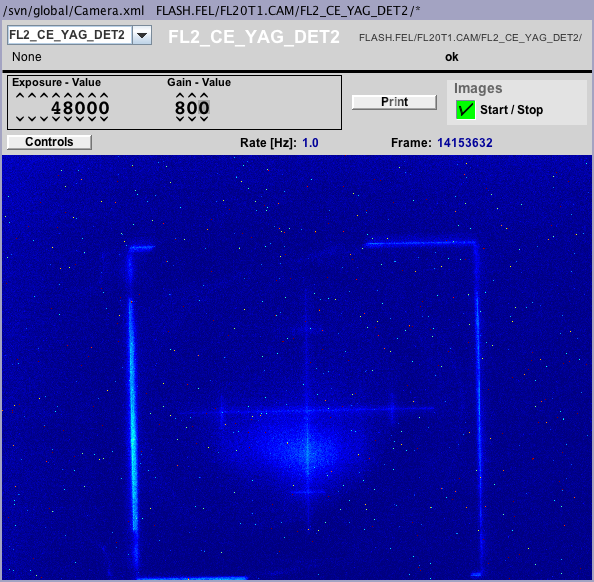 /svn/global/Camera.xml FLASH.FEL/FL20T1.CAM/FL2_CE_YAG_DET2/*
FL2_CE_YAG_DET2 FL2_CE_YAG_DET2 FLASH.FEL/FL20T1.CAM/FL2_CE_YAG_DET2/
None ok
Exposure - Value Gain - Value Images
48000 800 Print Start / Stop
Controls Rate [Hz]: 1.0 Frame: 14153632